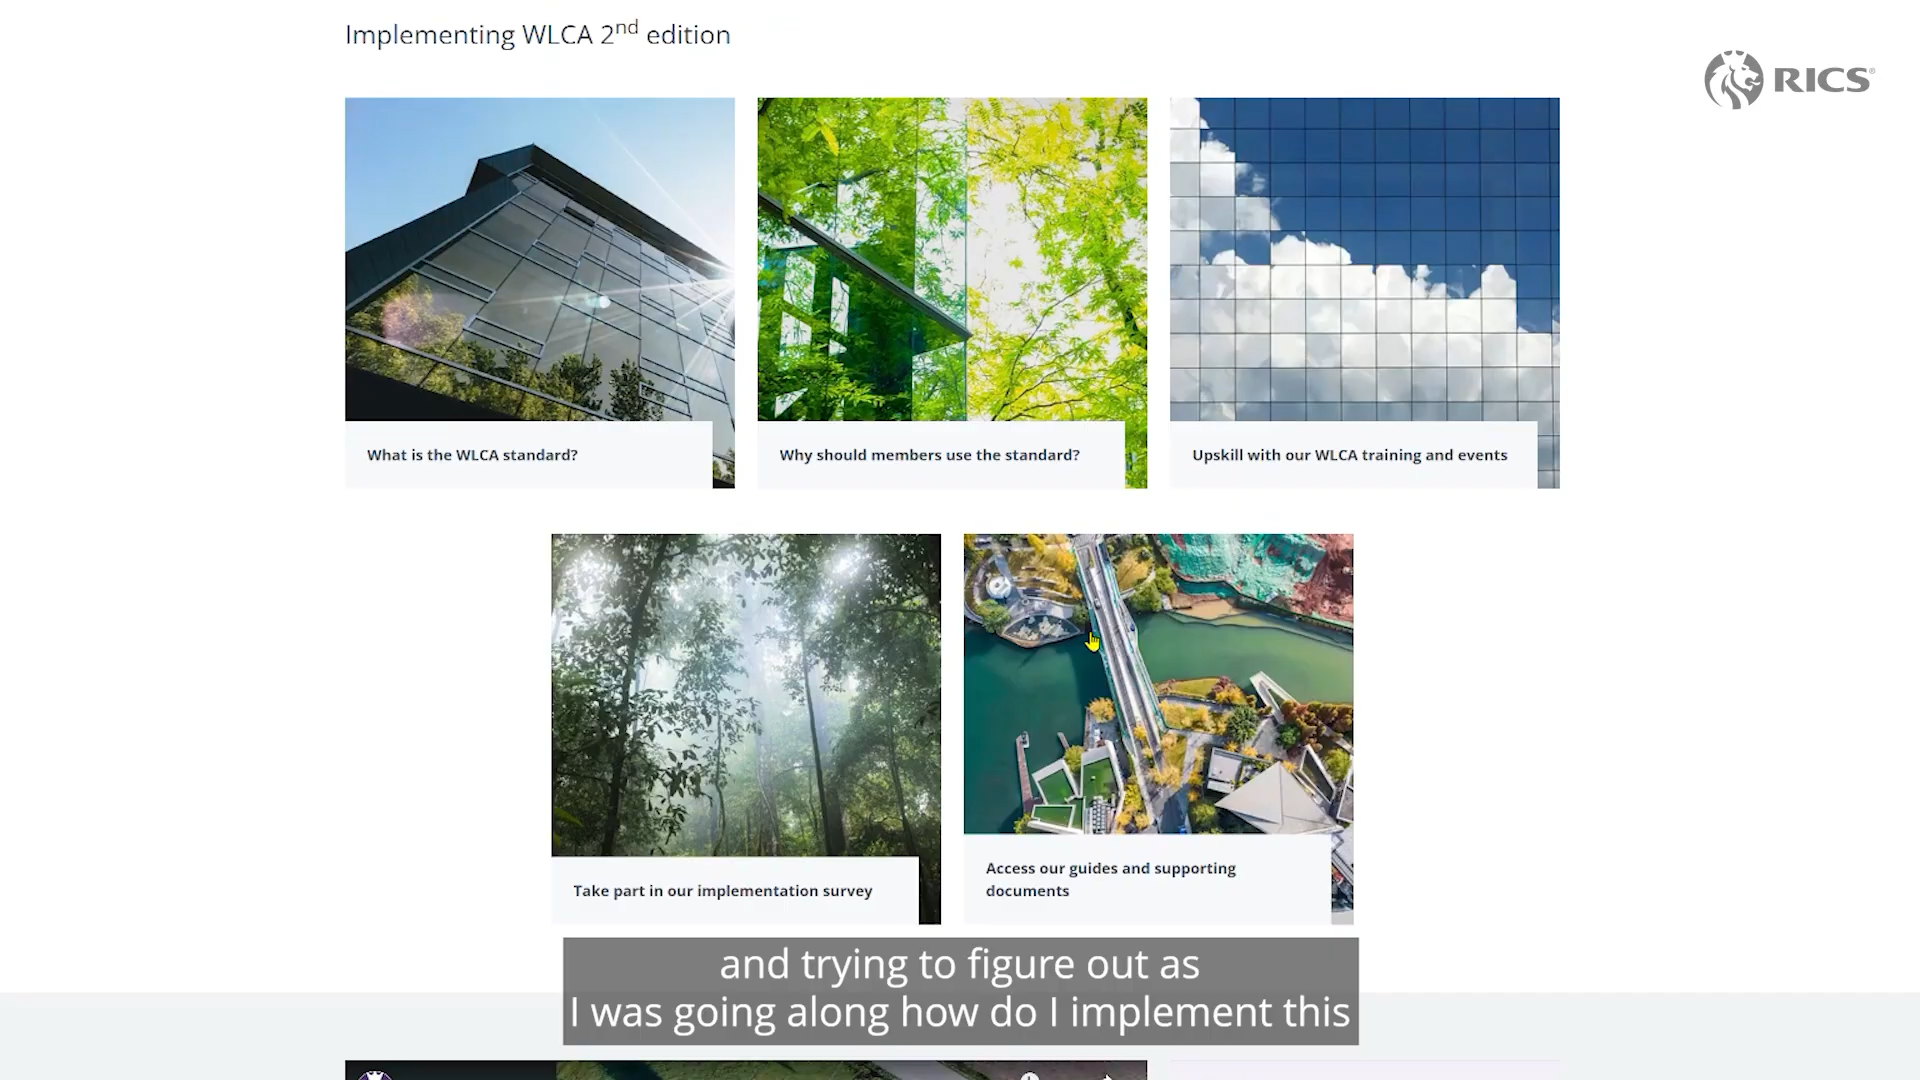 Implementing WLCA 2nd edition
RICS®
What is the WLCA standard?
Why should members use the standard?
Upskill with our WLCA training and events
Take part in our implementation survey
Access our guides and supporting
documents
and trying to figure out as
I was going along how do I implement this